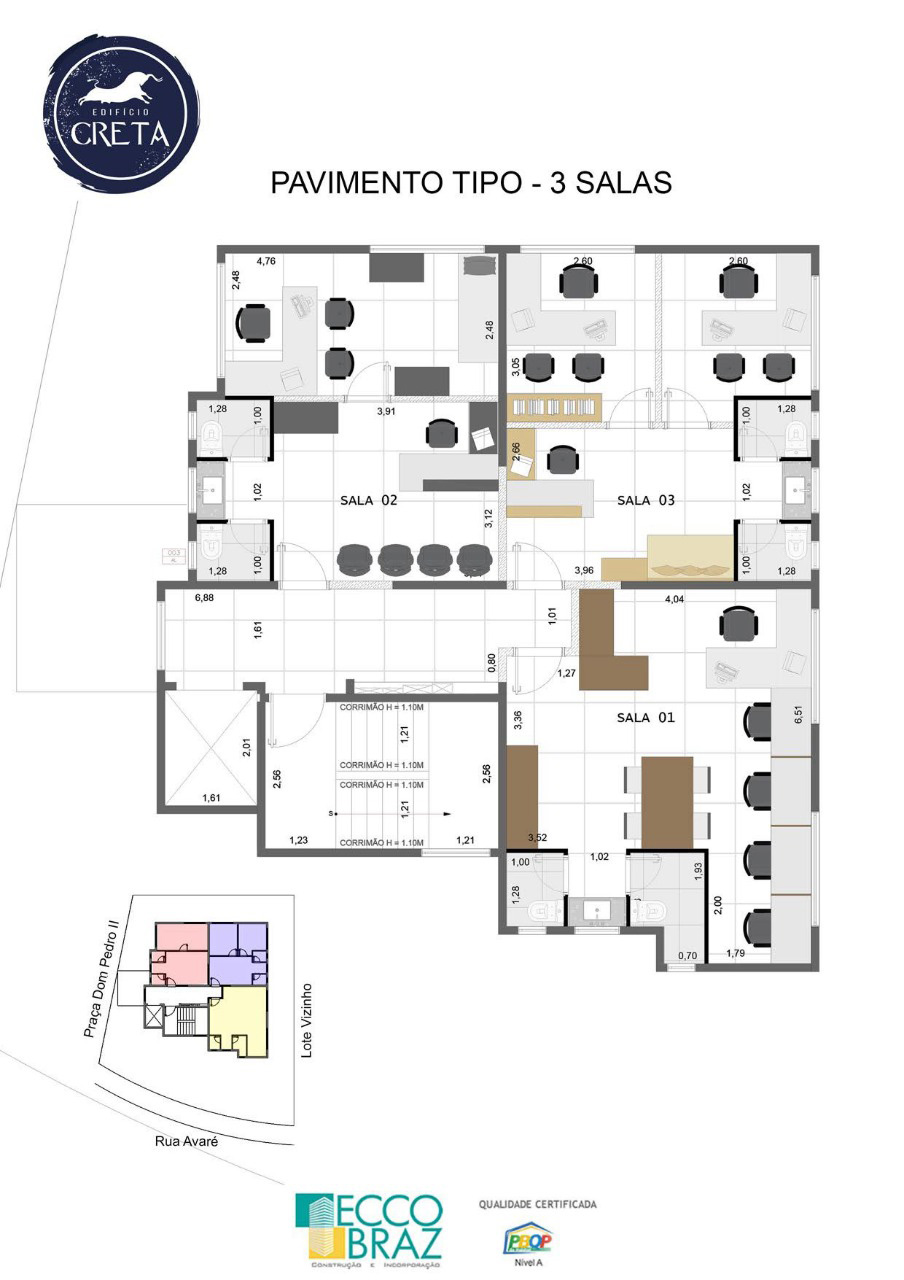 EDIFÍCIO
CRETA
PAVIMENTO TIPO - 3 SALAS
4,76
2,48
2,48
2,60
2,60
3,05
1,28
1,00
3,91
1,00
1,28
2,66
1,02
SALA 02
3,12
SALA 03
1,02
003
1,28
1,00
3,96
1,00
1,28
6,88
1,61
1,01
4,04
0,80
1,27
CORRIMÃO H = 1.10M
3,36
SALA 01
6,51
1,21
2,01
CORRIMÃO H = 1.10M
2,56
2,56
CORRIMÃO H = 1.10M
1,61
1,21
S
1,23
CORRIMÃO H = 1.10M
1,21
3,52
1,00
1,02
1,93
1,28
2,00
0,70
1,79
Praça Dom Pedro II
Lote Vizinho
Rua Avaré
ECCO
BRAZ
CONSTRUÇÃO E INCORPORAÇÃO
QUALIDADE CERTIFICADA
PBQP
Nível A